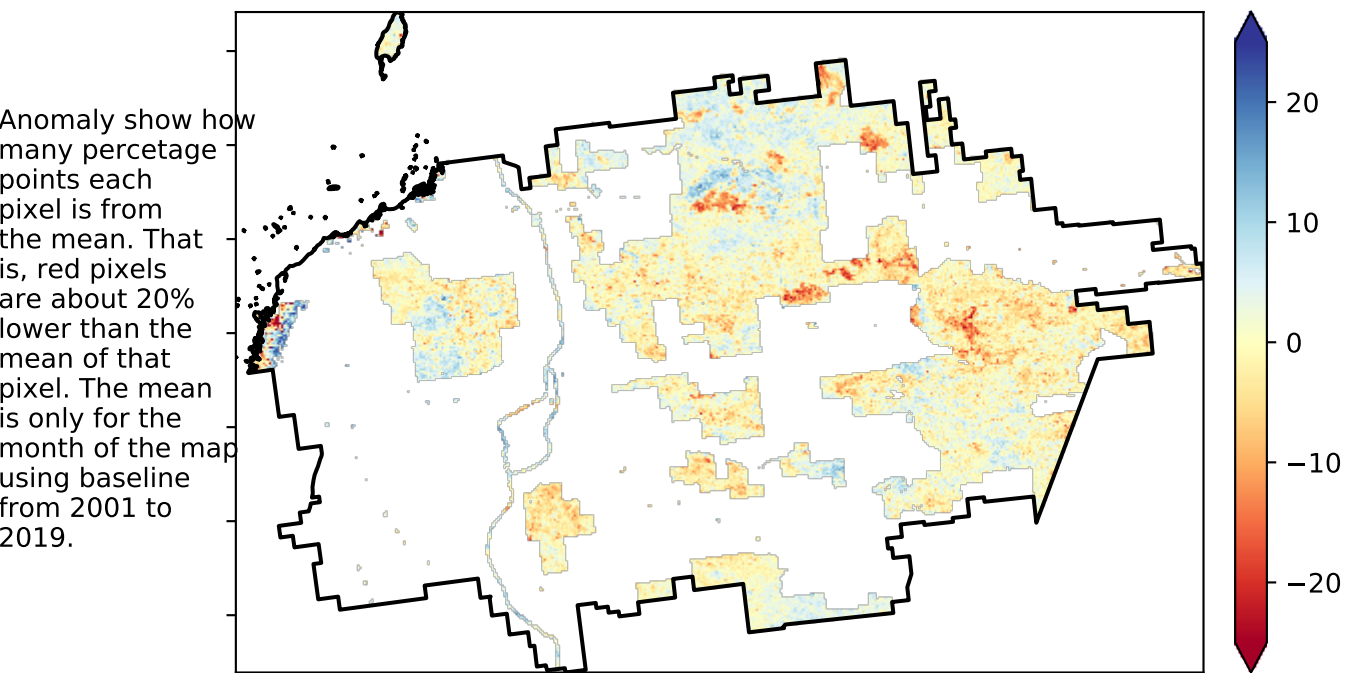 Anomaly show how
many percetage
points each
pixel is from
the mean. That
is, red pixels
are about 20%
lower than the
mean of that
pixel. The mean
is only for the
month of the map
using baseline
from 2001 to
2019.
20
10
0
−10
−20